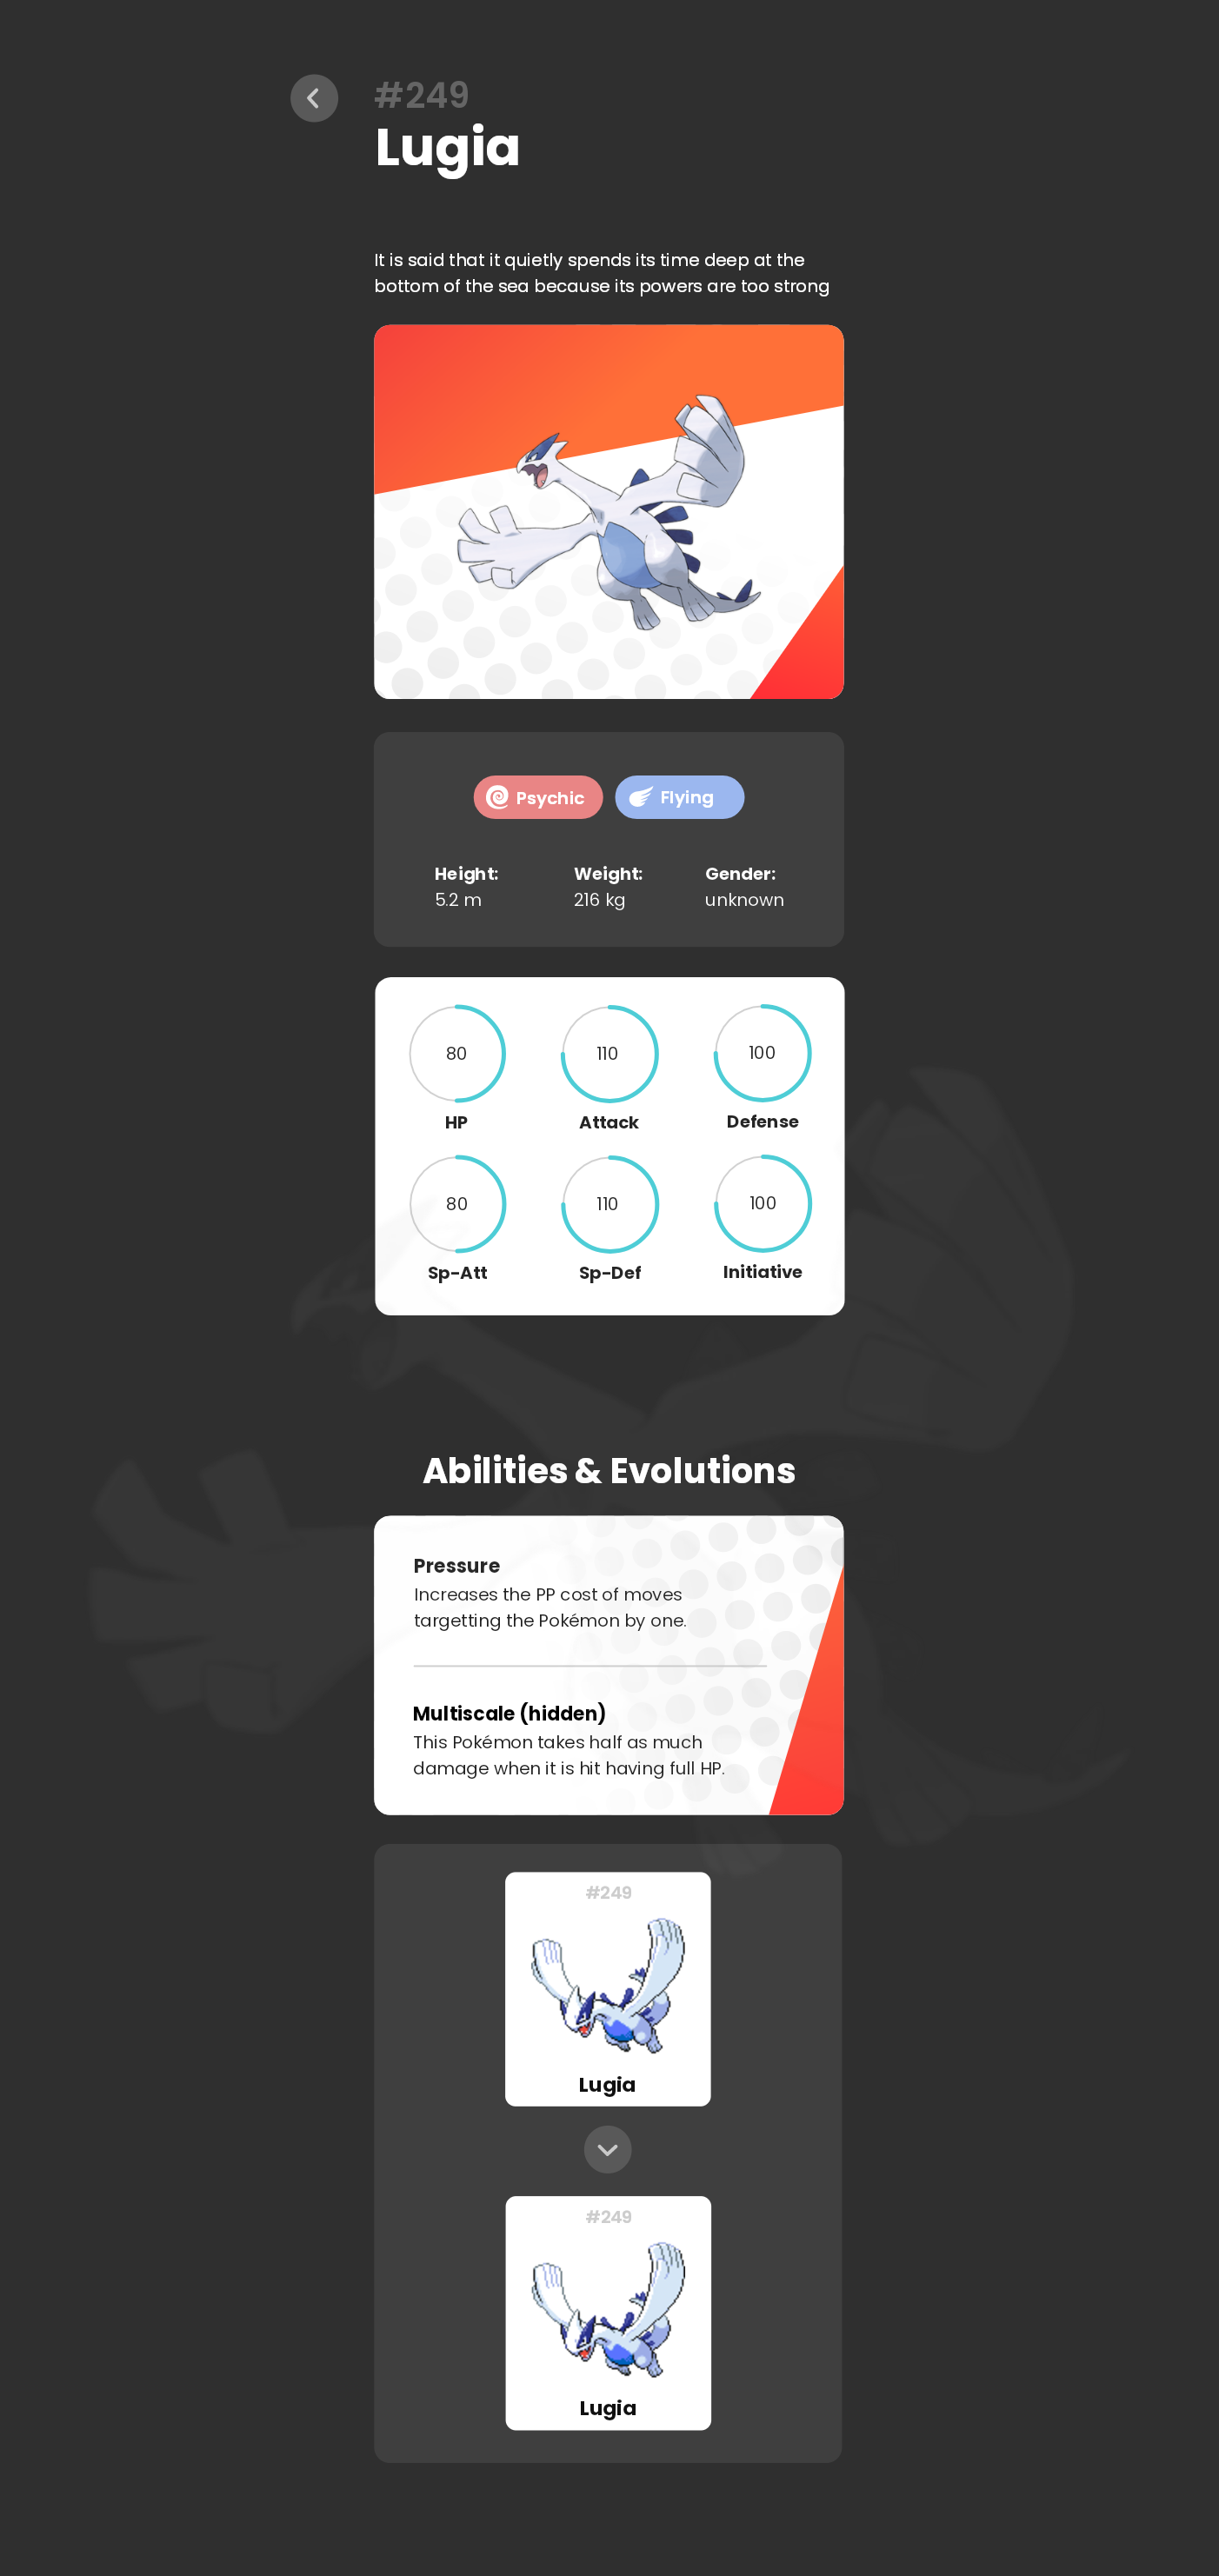 #249
Lugia
It is said that it quietly spends its time deep at the
bottom of the sea because its powers are too strong
Psychic
Flying
Height:
Weight:
Gender:
5.2 m
216 kg
unknown
80
110
100
HP
Attack
Defense
80
110
100
Sp-Att
Sp-Def
Initiative
Abilities & Evolutions
Pressure
Increases the PP cost of moves
targetting the Pokémon by one.
Multiscale (hidden)
This Pokémon takes half as much
damage when it is hit having full HP.
#249
Lugia
#249
Lugia